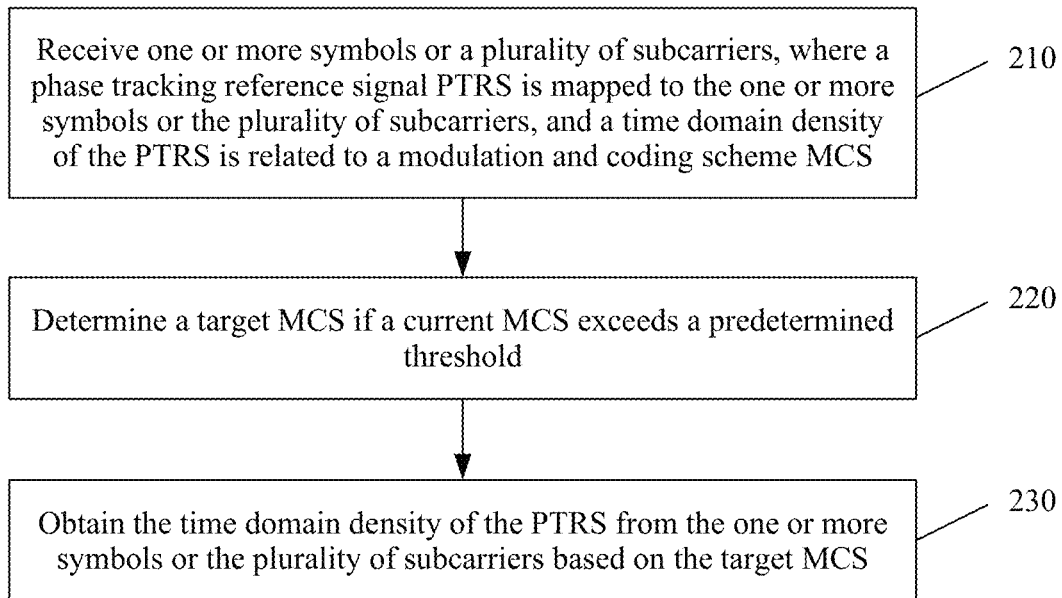 Receive one or more symbols or a plurality of subcarriers, where a
phase tracking reference signal PTRS is mapped to the one or more
symbols or the plurality of subcarriers, and a time domain density
of the PTRS is related to a modulation and coding scheme MCS
210
Determine a target MCS if a current MCS exceeds a predetermined
threshold
220
Obtain the time domain density of the PTRS from the one or more
symbols or the plurality of subcarriers based on the target MCS
230